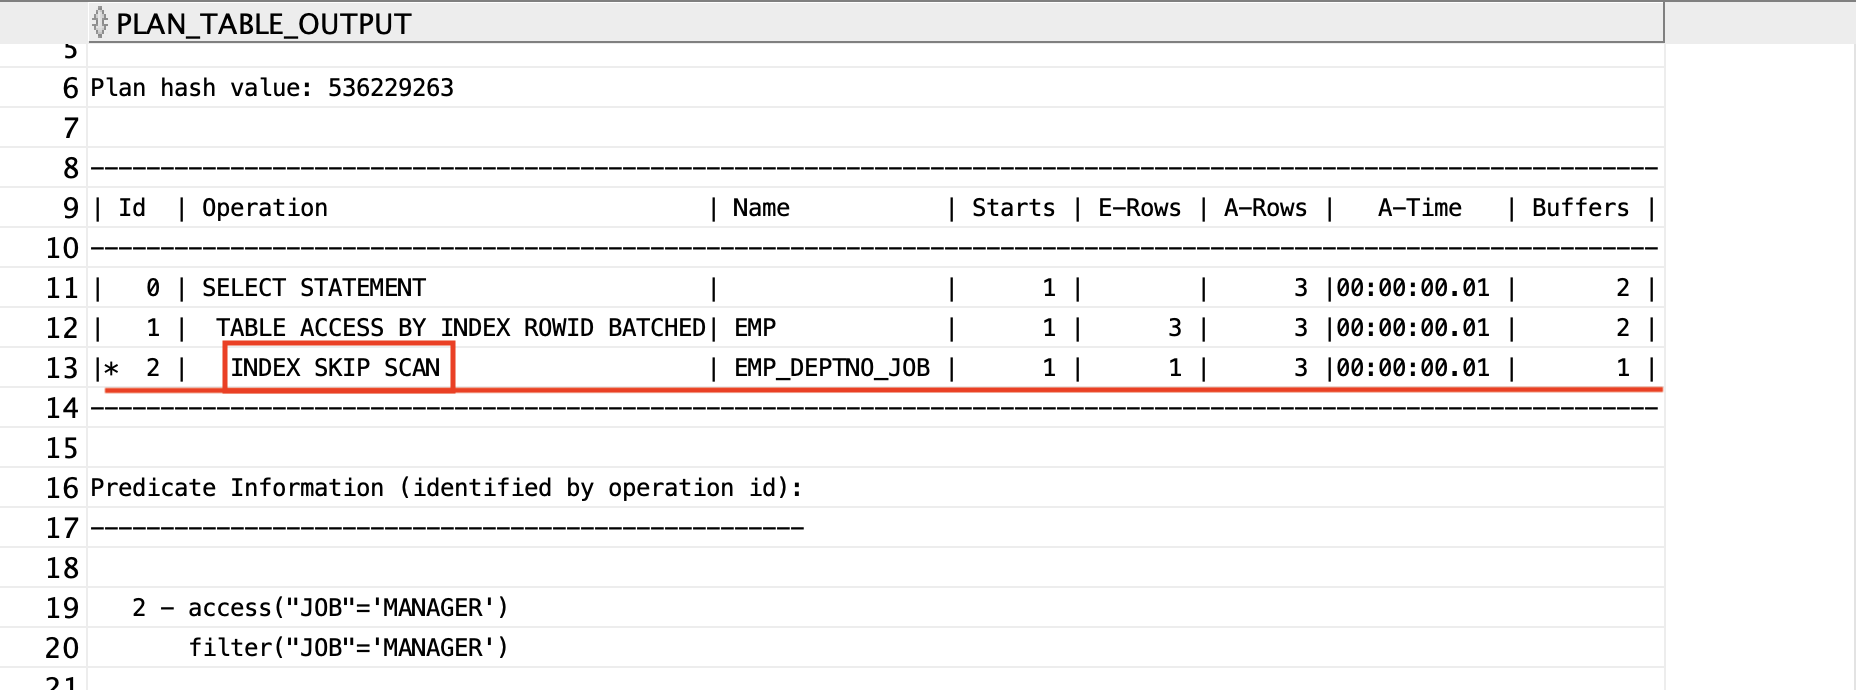 PLAN_TABLE_OUTPUT
5
6 Plan hash value: 536229263
7
8 ----------------------------------------------------------------------------------------------------------------
9 | Id  | Operation                           | Name           | Starts | E-Rows | A-Rows |   A-Time   | Buffers |
10 ----------------------------------------------------------------------------------------------------------------
11 |   0 | SELECT STATEMENT                    |                |      1 |        |      3 |00:00:00.01 |       2 |
12 |   1 |  TABLE ACCESS BY INDEX ROWID BATCHED| EMP            |      1 |      3 |      3 |00:00:00.01 |       2 |
13 |*  2 |   INDEX SKIP SCAN                   | EMP_DEPTNO_JOB |      1 |      1 |      3 |00:00:00.01 |       1 |
14 ----------------------------------------------------------------------------------------------------------------
15
16 Predicate Information (identified by operation id):
17 ---------------------------------------------------
18
19    2 - access("JOB"='MANAGER')
20        filter("JOB"='MANAGER')
21